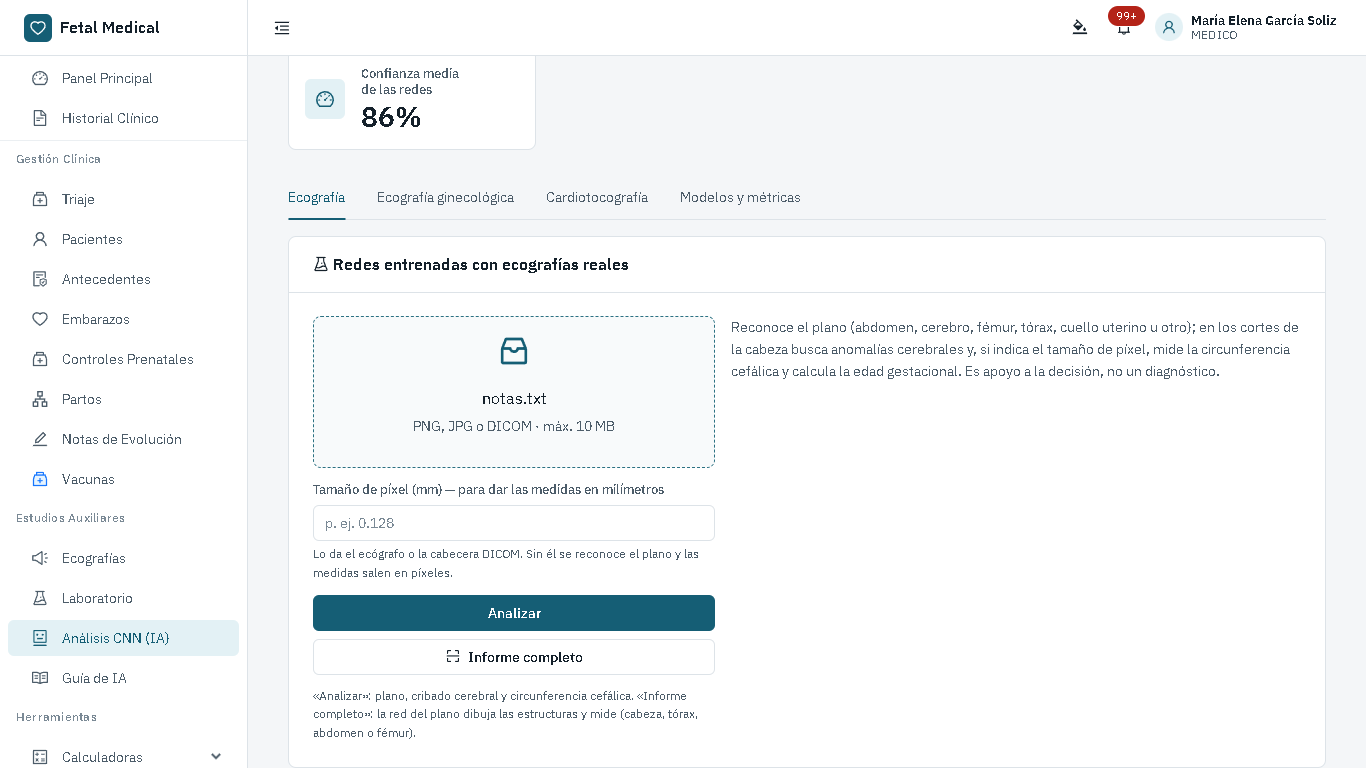 Fetal Medical
99+
María Elena García Soliz
MEDICO
Panel Principal
Historial Clínico
Gestión Clínica
Triaje
Pacientes
Antecedentes
Embarazos
Controles Prenatales
Partos
Notas de Evolución
Vacunas
Estudios Auxiliares
Ecografías
Laboratorio
Análisis CNN (IA)
Guía de IA
Herramientas
Calculadoras
Confianza media
de las redes
86%
Ecografía
Ecografía ginecológica
Cardiotocografía
Modelos y métricas
Redes entrenadas con ecografías reales
notas.txt
PNG, JPG o DICOM · máx. 10 MB
Tamaño de píxel (mm) — para dar las medidas en milímetros
p. ej. 0.128
Lo da el ecógrafo o la cabecera DICOM. Sin él se reconoce el plano y las
medidas salen en píxeles.
Analizar
Informe completo
«Analizar»: plano, cribado cerebral y circunferencia cefálica. «Informe
completo»: la red del plano dibuja las estructuras y mide (cabeza, tórax,
abdomen o fémur).
Reconoce el plano (abdomen, cerebro, fémur, tórax, cuello uterino u otro); en los cortes de
la cabeza busca anomalías cerebrales y, si indica el tamaño de píxel, mide la circunferencia
cefálica y calcula la edad gestacional. Es apoyo a la decisión, no un diagnóstico.